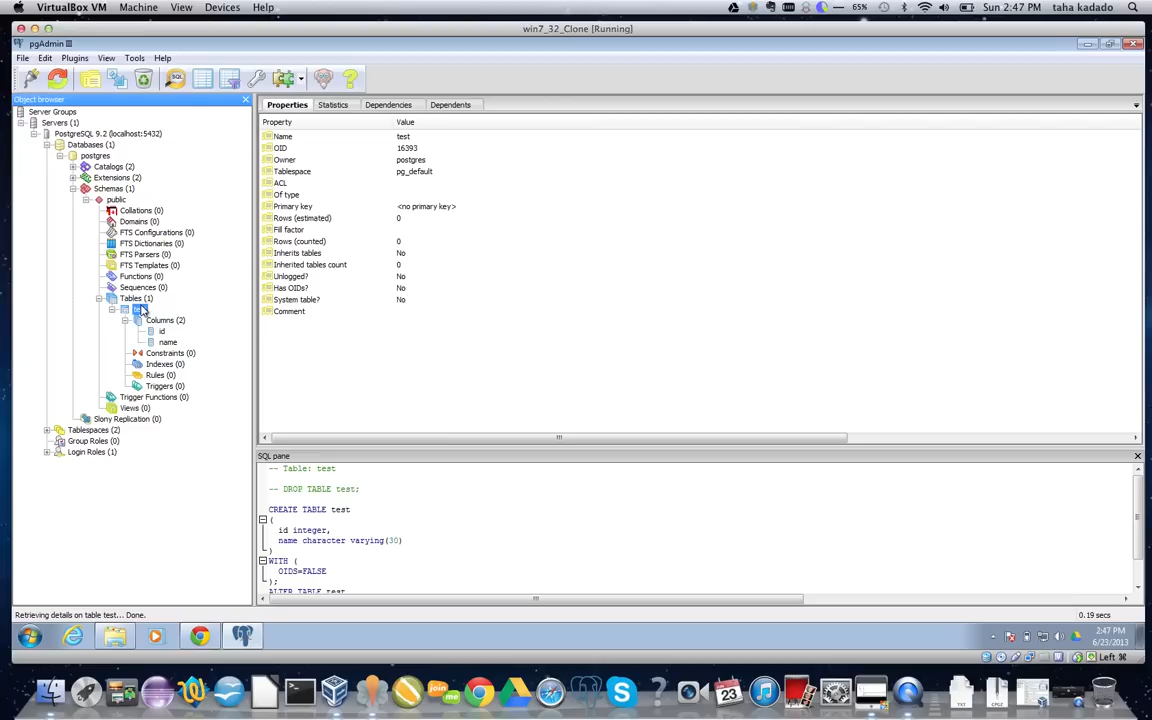 VirtualBox VM Machine View Devices Help 65% Sun 2:47 PM taha kadado
win7_32_Clone [Running]
pgAdmin III
File Edit Plugins View Tools Help
SQL
Object browser
Server Groups
Servers (1)
PostgreSQL 9.2 (localhost:5432)
Databases (1)
postgres
Catalogs (2)
Extensions (2)
Schemas (1)
public
Collations (0)
Domains (0)
FTS Configurations (0)
FTS Dictionaries (0)
FTS Parsers (0)
FTS Templates (0)
Functions (0)
Sequences (0)
Tables (1)
Columns (2)
id
name
Constraints (0)
Indexes (0)
Rules (0)
Triggers (0)
Trigger Functions (0)
Views (0)
Slony Replication (0)
Tablespaces (2)
Group Roles (0)
Login Roles (1)
Properties Statistics Dependencies Dependents
Property Value
Name test
OID 16393
Owner postgres
Tablespace pg_default
ACL
Of type
Primary key <no primary key>
Rows (estimated) 0
Fill factor
Rows (counted) 0
Inherits tables No
Inherited tables count 0
Unlogged? No
Has OIDs? No
System table? No
Comment
SQL pane
-- Table: test
-- DROP TABLE test;
CREATE TABLE test
(
id integer,
name character varying(30)
)
WITH (
OIDS=FALSE
);
ALTER TABLE test
Retrieving details on table test... Done. 0.19 secs
2:47 PM
6/23/2013
Left ⌘
join me
23
TXT
CPGZ